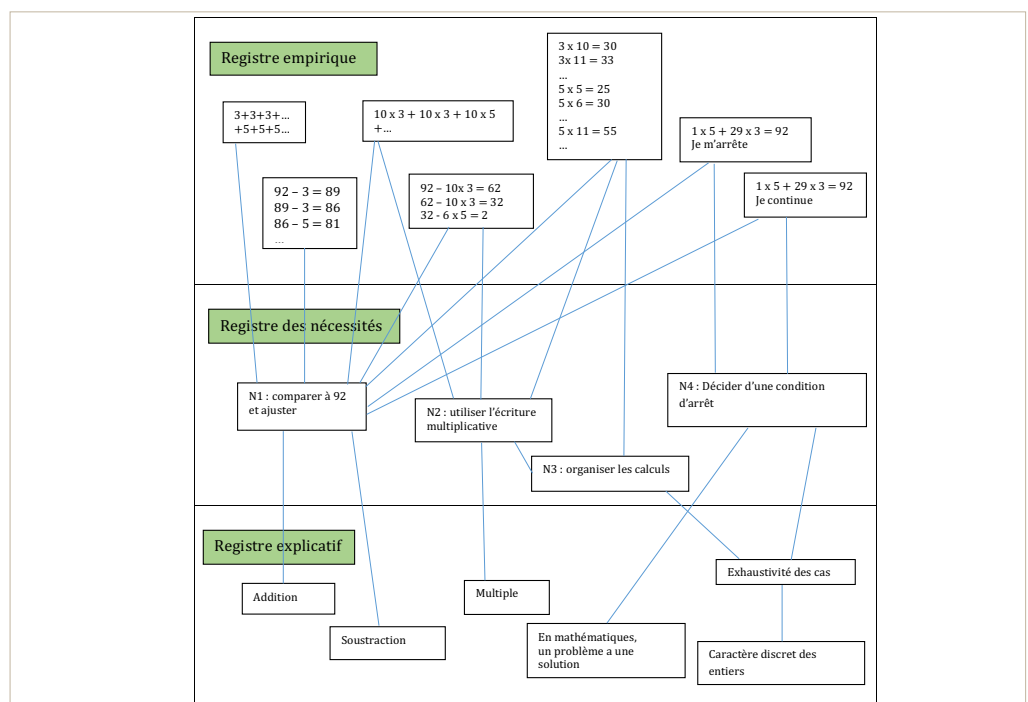 Registre empirique
3+3+3+…
+5+5+5…
10 x 3 + 10 x 3 + 10 x 5
+…
3 x 10 = 30
3x 11 = 33
…
5 x 5 = 25
5 x 6 = 30
…
5 x 11 = 55
…
1 x 5 + 29 x 3 = 92
Je m’arrête
92 – 3 = 89
89 – 3 = 86
86 – 5 = 81
…
92 – 10x 3 = 62
62 – 10 x 3 = 32
32 - 6 x 5 = 2
1 x 5 + 29 x 3 = 92
Je continue
Registre des nécessités
N1 : comparer à 92
et ajuster
N2 : utiliser l’écriture
multiplicative
N3 : organiser les calculs
N4 : Décider d’une condition
d’arrêt
Registre explicatif
Addition
Soustraction
Multiple
En mathématiques,
un problème a une
solution
Exhaustivité des cas
Caractère discret des
entiers